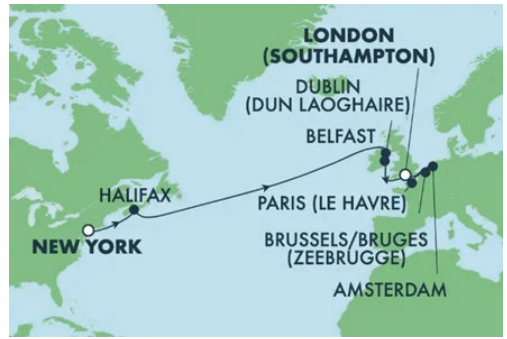 LONDON
(SOUTHAMPTON)
DUBLIN
(DUN LAOGHAIRE)
BELFAST
HALIFAX
PARIS (LE HAVRE)
NEW YORK
BRUSSELS/BRUGES
(ZEEBRUGGE)
AMSTERDAM